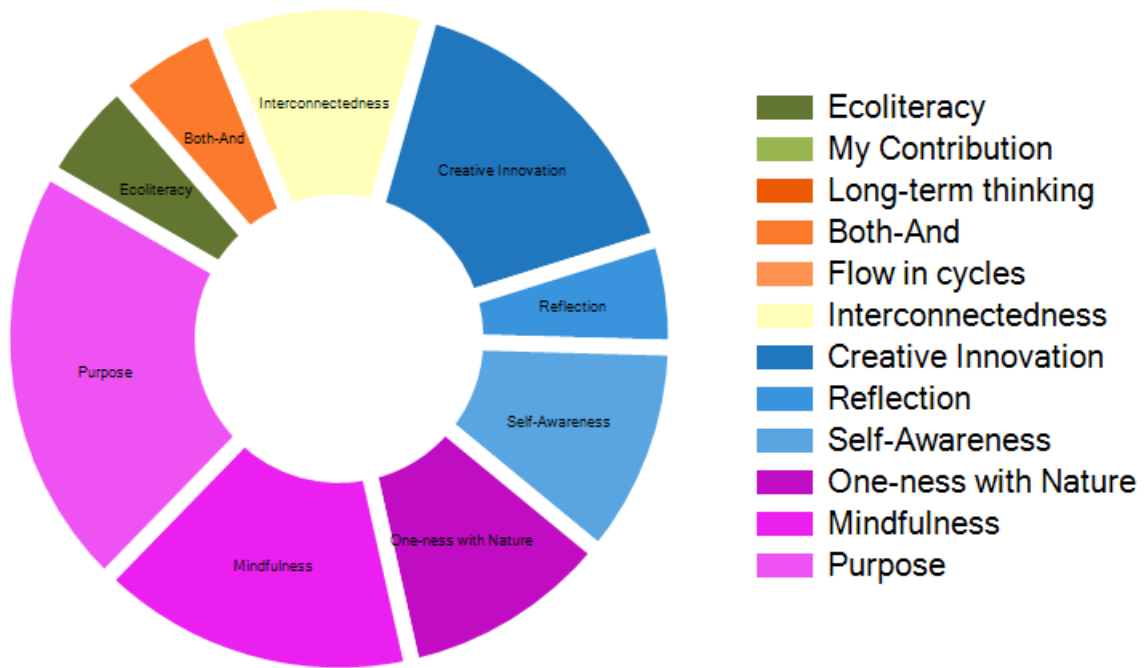 Interconnectedness
Both-And
Creative Innovation
Ecoliteracy
Reflection
Purpose
Self-Awareness
One-ness with Nature
Mindfulness
Ecoliteracy
My Contribution
Long-term thinking
Both-And
Flow in cycles
Interconnectedness
Creative Innovation
Reflection
Self-Awareness
One-ness with Nature
Mindfulness
Purpose